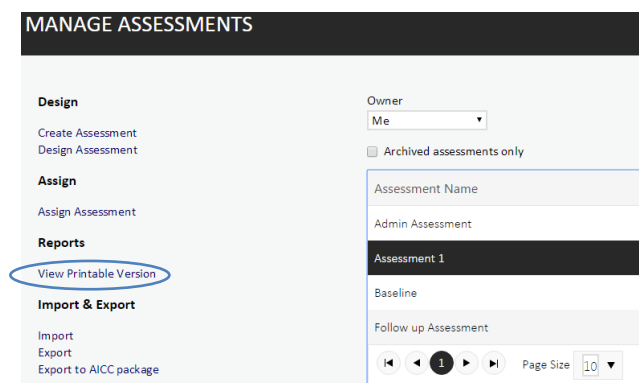 MANAGE ASSESSMENTS
Design
Create Assessment
Design Assessment
Assign
Assign Assessment
Reports
View Printable Version
Import & Export
Import
Export
Export to AICC package
Owner
Me
Archived assessments only
Assessment Name
Admin Assessment
Assessment 1
Baseline
Follow up Assessment
1 Page Size 10